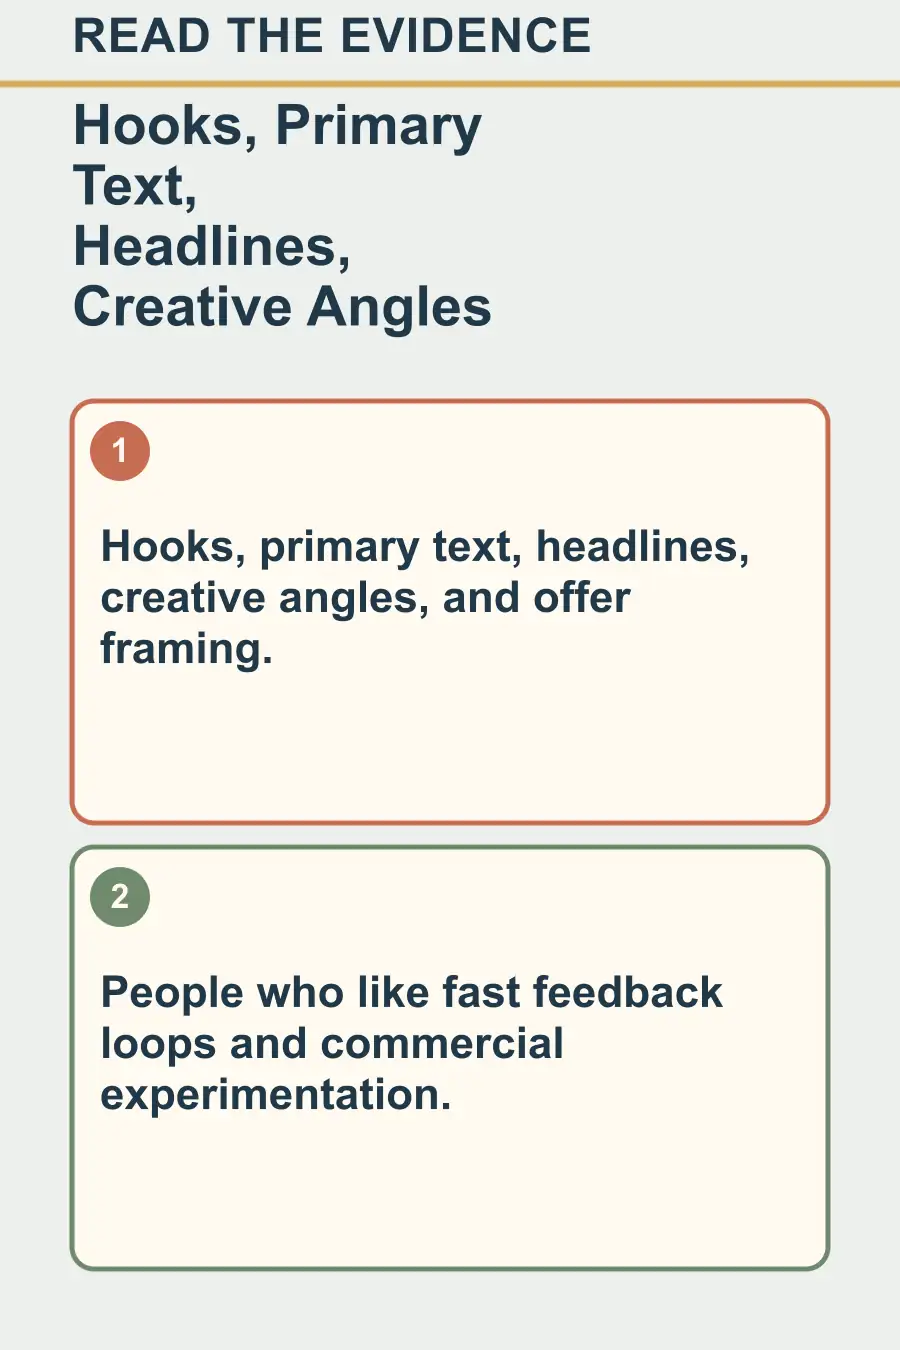 READ THE EVIDENCE
Hooks, Primary
Text,
Headlines,
Creative Angles
1
Hooks, primary text, headlines,
creative angles, and offer
framing.
2
People who like fast feedback
loops and commercial
experimentation.